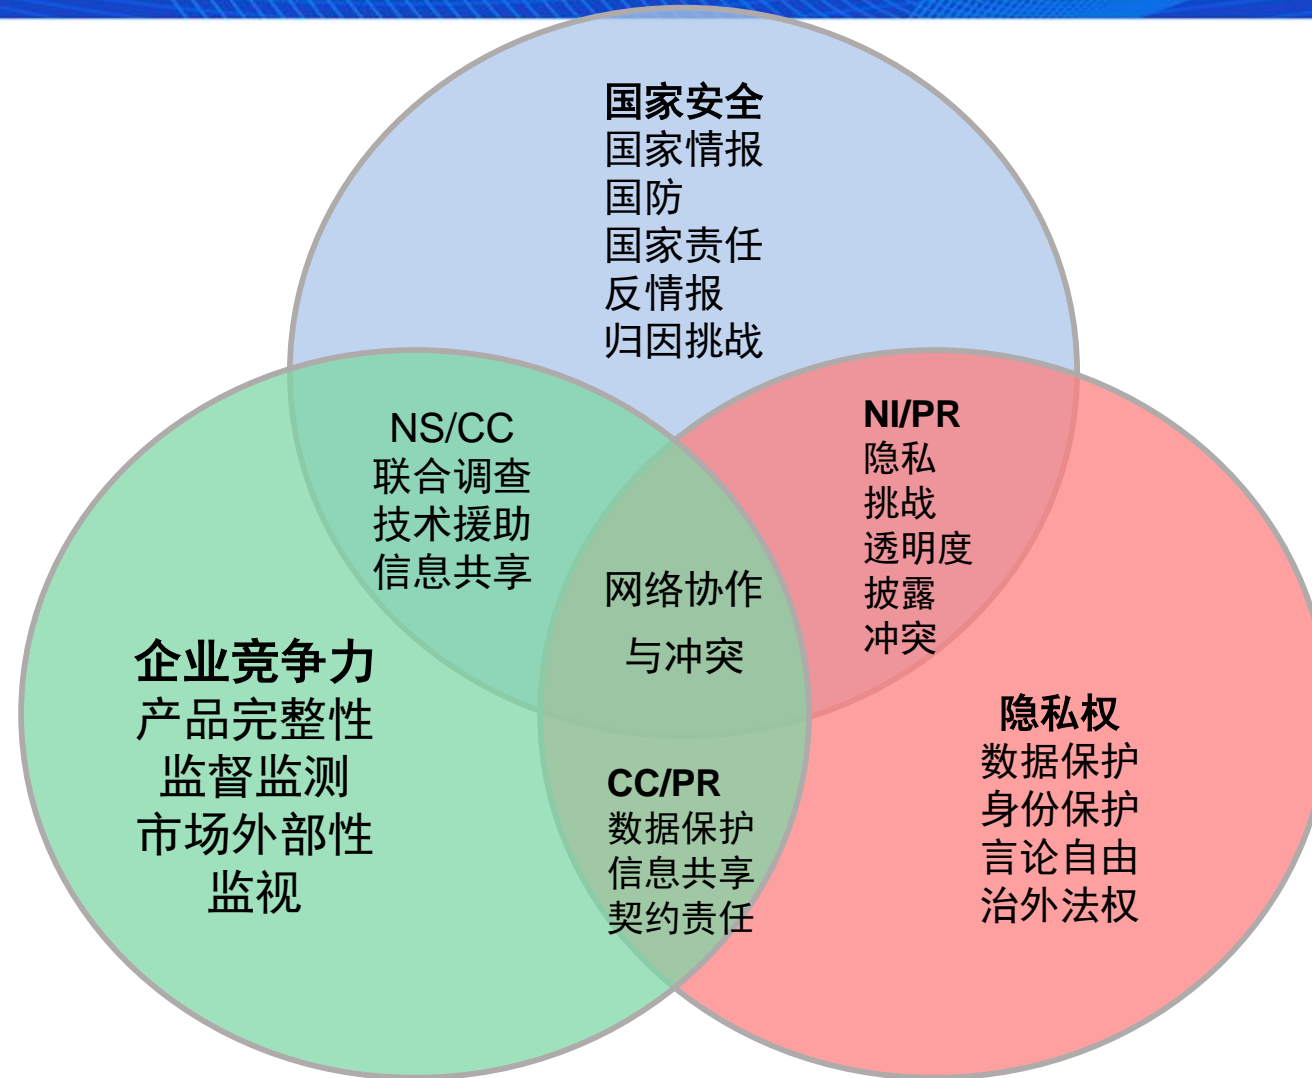 国家安全
国家情报
国防
国家责任
反情报
归因挑战
NS/CC
联合调查
技术援助
信息共享
NI/PR
隐私
挑战
透明度
披露
冲突
网络协作
与冲突
企业竞争力
产品完整性
监督监测
市场外部性
监视
CC/PR
数据保护
信息共享
契约责任
隐私权
数据保护
身份保护
言论自由
治外法权